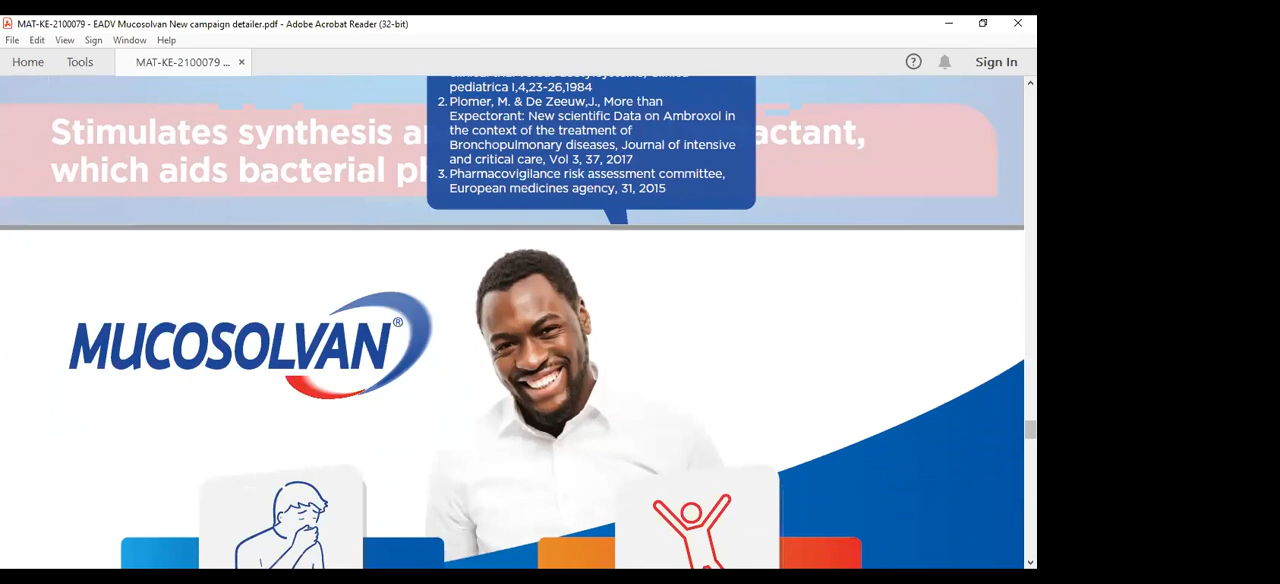 MAT-KE-2100079 - EADV Mucosolvan New campaign detailer.pdf - Adobe Acrobat Reader (32-bit)
File Edit View Sign Window Help
Home Tools MAT-KE-2100079 ... × Sign In
pediatrica I,4,23-26,1984
2. Plomer, M. & De Zeeuw,J., More than
Expectorant: New scientific Data on Ambroxol in
the context of the treatment of
Bronchopulmonary diseases, Journal of intensive
and critical care, Vol 3, 37, 2017
3. Pharmacovigilance risk assessment committee,
European medicines agency, 31, 2015
Stimulates synthesis
which aids bacterial
MUCOSOLVAN®